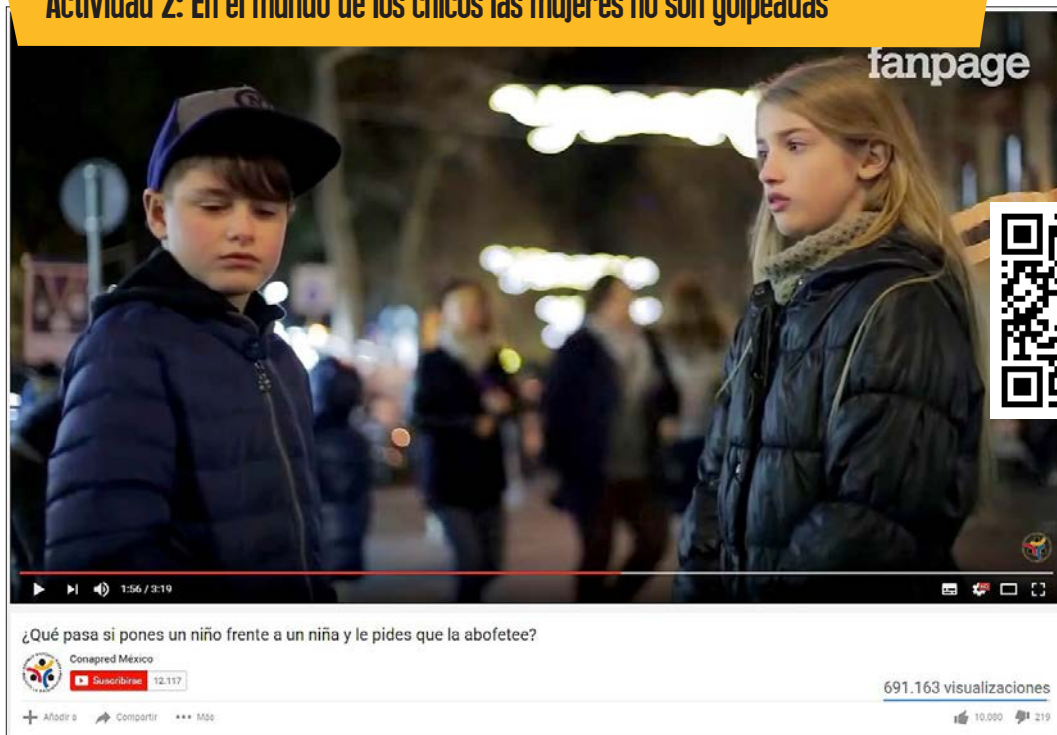 Actividad 2: En el mundo de los chicos las mujeres no son golpeadas
fanpage
1:56 / 3:19
¿Qué pasa si pones un niño frente a un niña y le pides que la abofetee?
Conapred México
Suscribirse 12.117
691.163 visualizaciones
Añadir a Compartir Más
10.080 219